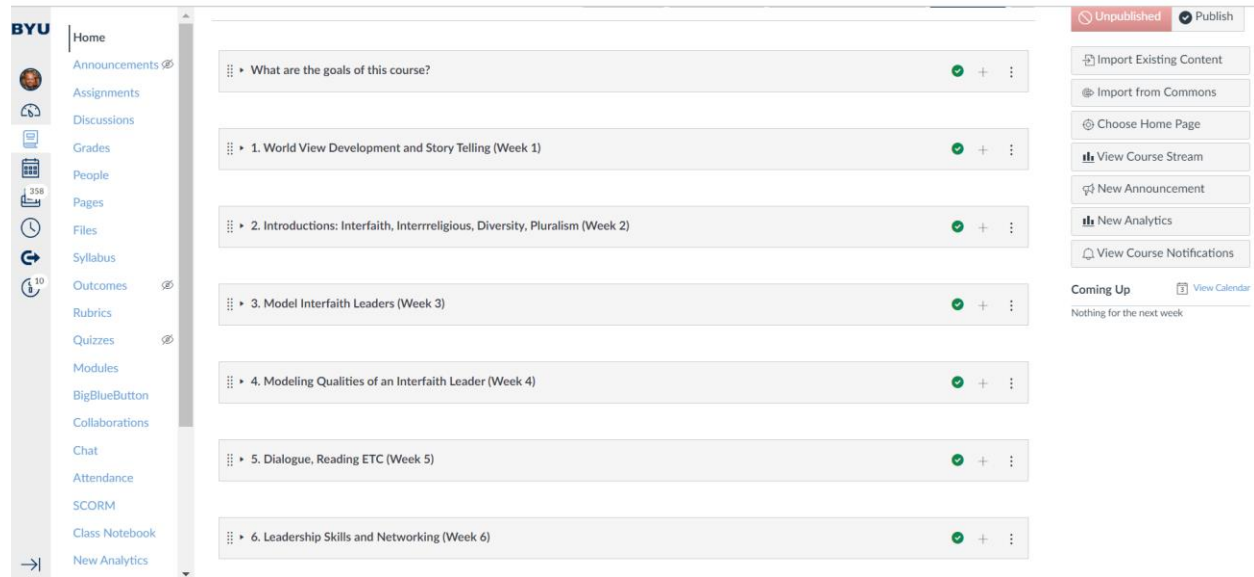 BYU
358
10
Home
Announcements
Assignments
Discussions
Grades
People
Pages
Files
Syllabus
Outcomes
Rubrics
Quizzes
Modules
BigBlueButton
Collaborations
Chat
Attendance
SCORM
Class Notebook
New Analytics
What are the goals of this course?
1. World View Development and Story Telling (Week 1)
2. Introductions: Interfaith, Interrreligious, Diversity, Pluralism (Week 2)
3. Model Interfaith Leaders (Week 3)
4. Modeling Qualities of an Interfaith Leader (Week 4)
5. Dialogue, Reading ETC (Week 5)
6. Leadership Skills and Networking (Week 6)
Unpublished Publish
Import Existing Content
Import from Commons
Choose Home Page
View Course Stream
New Announcement
New Analytics
View Course Notifications
Coming Up 3 View Calendar
Nothing for the next week